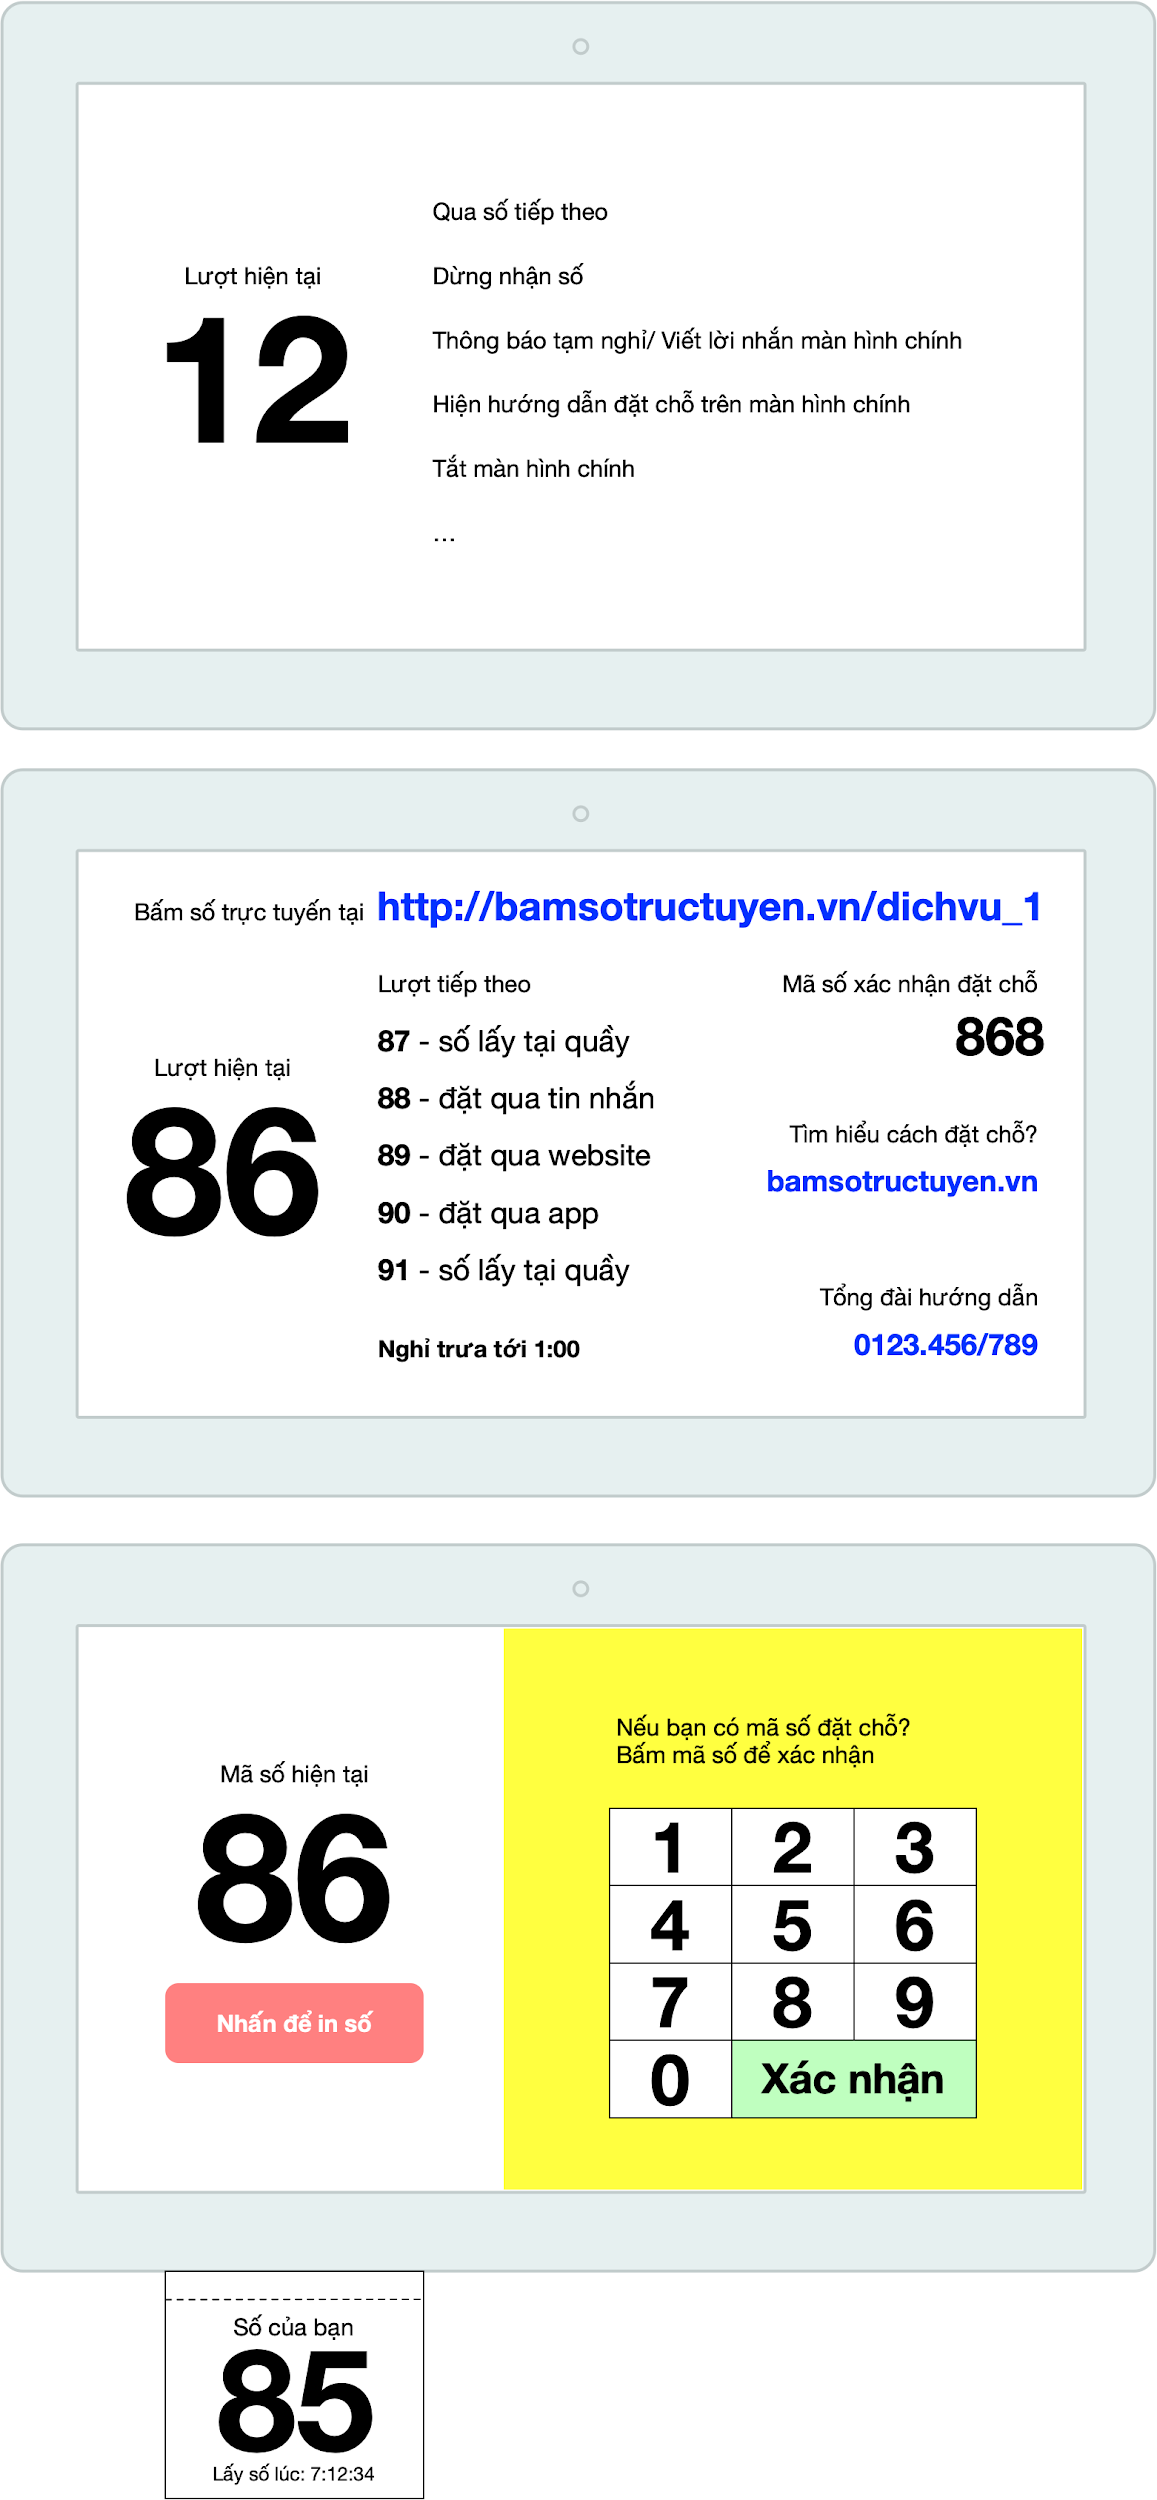 Qua số tiếp theo
Lượt hiện tại
Dừng nhận số
12
Thông báo tạm nghỉ/ Viết lời nhắn màn hình chính
Hiện hướng dẫn đặt chỗ trên màn hình chính
Tắt màn hình chính
...
Bấm số trực tuyến tại http://bamsotructuyen.vn/dichvu_1
Lượt hiện tại
86
Lượt tiếp theo
87 - số lấy tại quầy
88 - đặt qua tin nhắn
89 - đặt qua website
90 - đặt qua app
91 - số lấy tại quầy
Nghỉ trưa tới 1:00
Mã số xác nhận đặt chỗ
868
Tìm hiểu cách đặt chỗ?
bamsotructuyen.vn
Tổng đài hướng dẫn
0123.456/789
Mã số hiện tại
86
Nhấn để in số
Nếu bạn có mã số đặt chỗ?
Bấm mã số để xác nhận
1 2 3
4 5 6
7 8 9
0 Xác nhận
Số của bạn
85
Lấy số lúc: 7:12:34